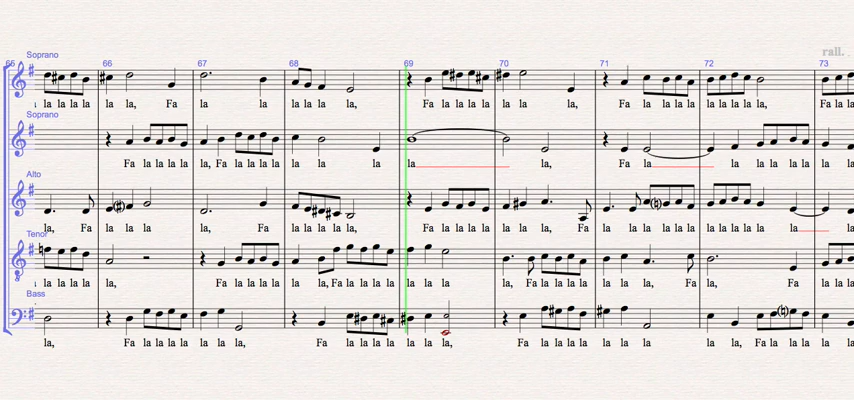 rall.
65 66 67 68 69 70 71 72 73
Soprano
la la la la la la, Fa la la la la la la, Fa la la la la la la, la Fa la la la la la la la la la la, Fa la la
Soprano
Fa la la la la la, Fa la la la la la la la la la, Fa la la la la la la la
Alto
la, Fa la la la la, Fa la la la la la, Fa la la la la la la la, Fa la la la la la la la la la la la la la
Tenor
la la la la la, Fa la la la la la la, Fa la la la la la la la la, Fa la la la la la la la, Fa la, la Fa la la
Bass
la, Fa la la la la la la la, Fa la la la la la la la, Fa la la la la la la la la la, Fa la la la la